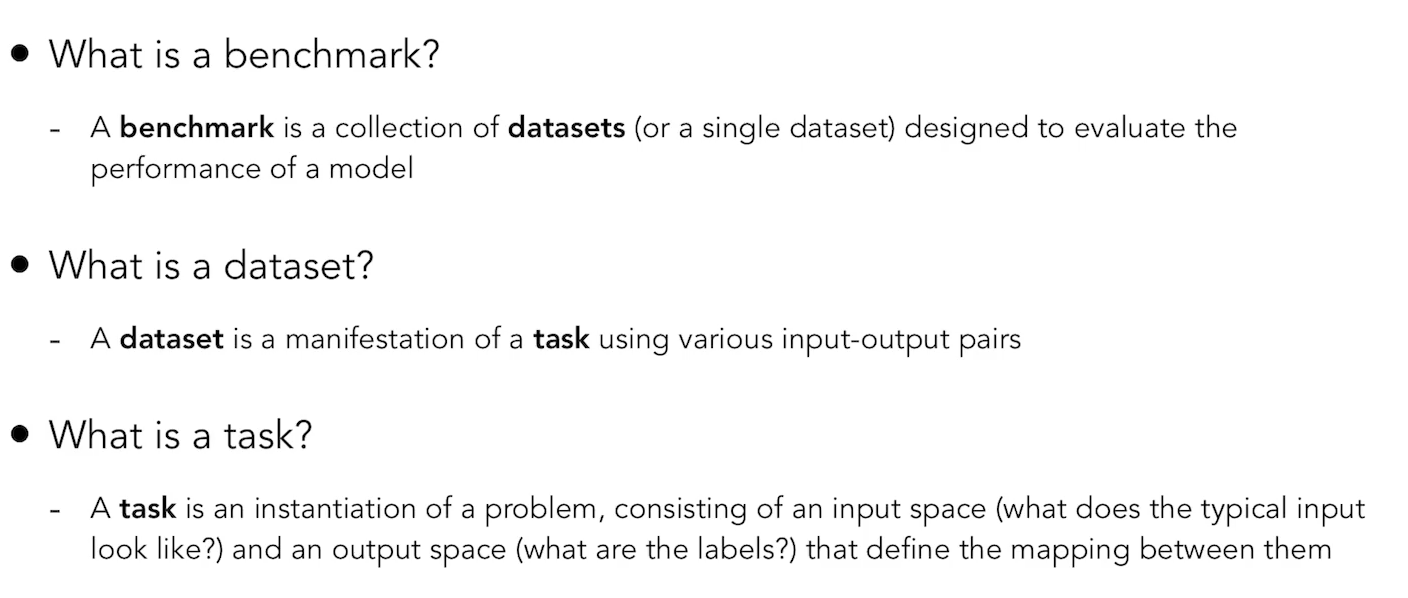 • What is a benchmark?
- A benchmark is a collection of datasets (or a single dataset) designed to evaluate the
performance of a model
• What is a dataset?
- A dataset is a manifestation of a task using various input-output pairs
• What is a task?
- A task is an instantiation of a problem, consisting of an input space (what does the typical input
look like?) and an output space (what are the labels?) that define the mapping between them